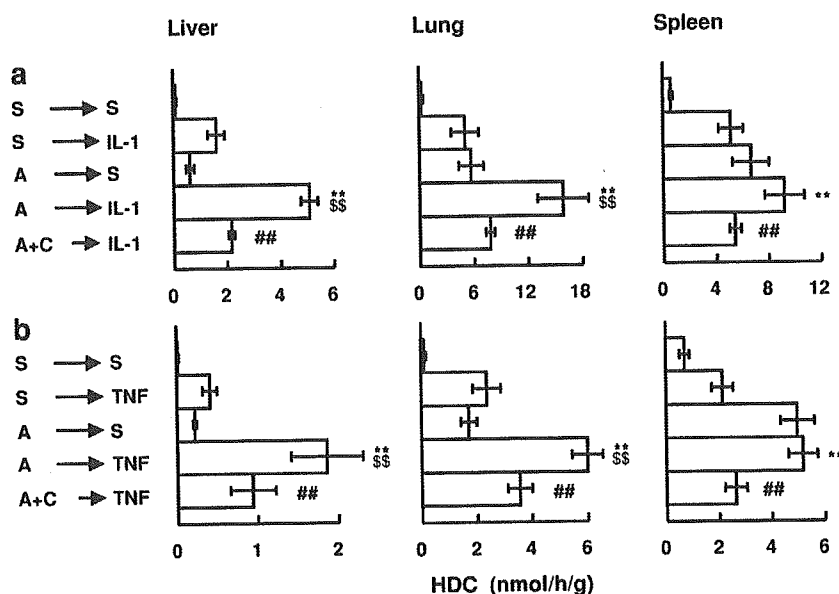 Liver Lung Spleen
a
S → S
S → IL-1
A → S
A → IL-1
A+C → IL-1
**
$$
##
**
$$
##
**
##
0 2 4 6
0 6 12 18
0 4 8 12
b
S → S
S → TNF
A → S
A → TNF
A+C → TNF
**
$$
##
**
$$
##
**
##
0 1 2
0 2 4 6
0 2 4 6
HDC (nmol/h/g)